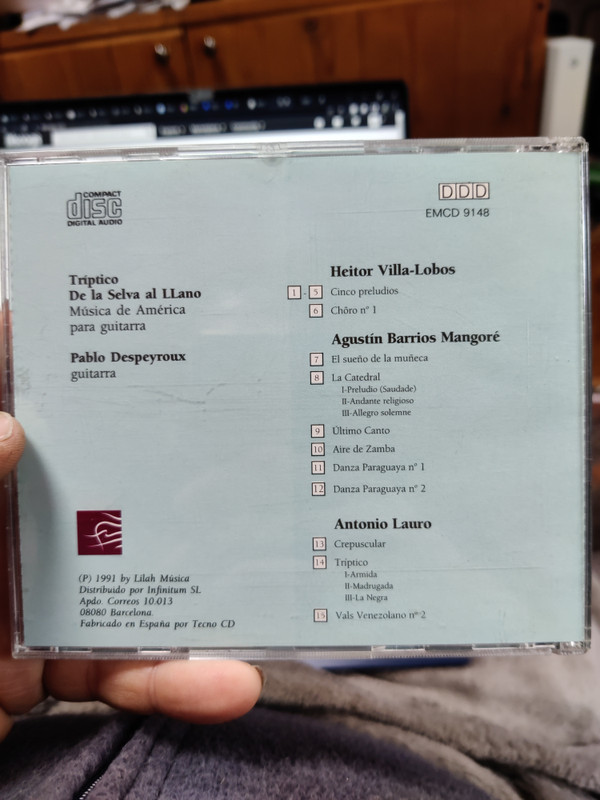 COMPACT
disc
DIGITAL AUDIO
DDD
EMCD 9148
Tríptico
De la Selva al LLano
Música de América
para guitarra
Pablo Despeyroux
guitarra
Heitor Villa-Lobos
1 - 5 Cinco preludios
6 Chôro nº 1
Agustín Barrios Mangoré
7 El sueño de la muñeca
8 La Catedral
I-Preludio (Saudade)
II-Andante religioso
III-Allegro solemne
9 Último Canto
10 Aire de Zamba
11 Danza Paraguaya nº 1
12 Danza Paraguaya nº 2
Antonio Lauro
13 Crepuscular
14 Tríptico
I-Armida
II-Madrugada
III-La Negra
15 Vals Venezolano nº 2
(P) 1991 by Lilah Música
Distribuido por Infinitum SL
Apdo. Correos 10.013
08080 Barcelona.
Fabricado en España por Tecno CD